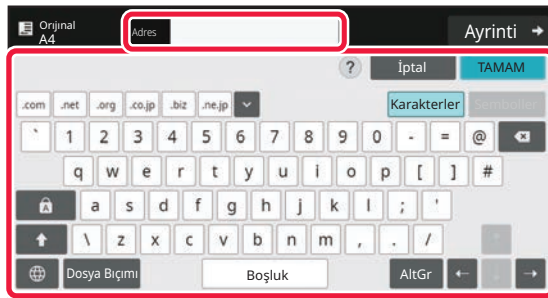 Orijinal
A4
Adres
Ayrinti
? İptal TAMAM
.com .net .org .co.jp .biz .ne.jp Karakterler Semboller
` 1 2 3 4 5 6 7 8 9 0 - = @
q w e r t y u i o p [ ] #
A a s d f g h j k l ; '
\ z x c v b n m , . /
Dosya Bıçımı Boşluk AltGr